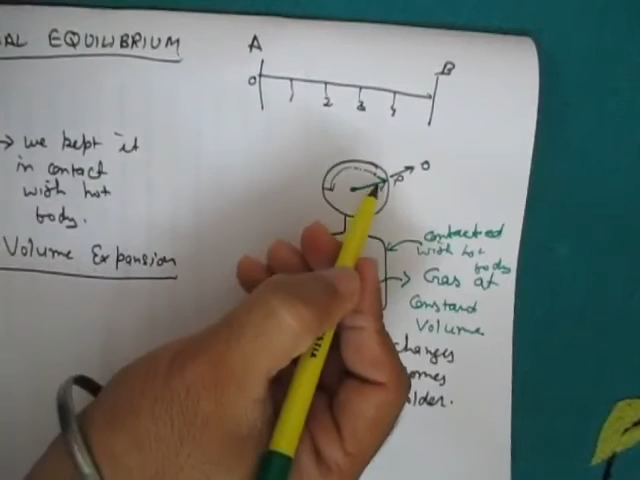 AL EQUILIBRIUM
→ we kept it
in contact
with hot
body.
Volume Expansion
A
B
0
1
2
3
4
P
0
contacted
with hot
body
Gas at
Constard
Volume
changes
omes
older.